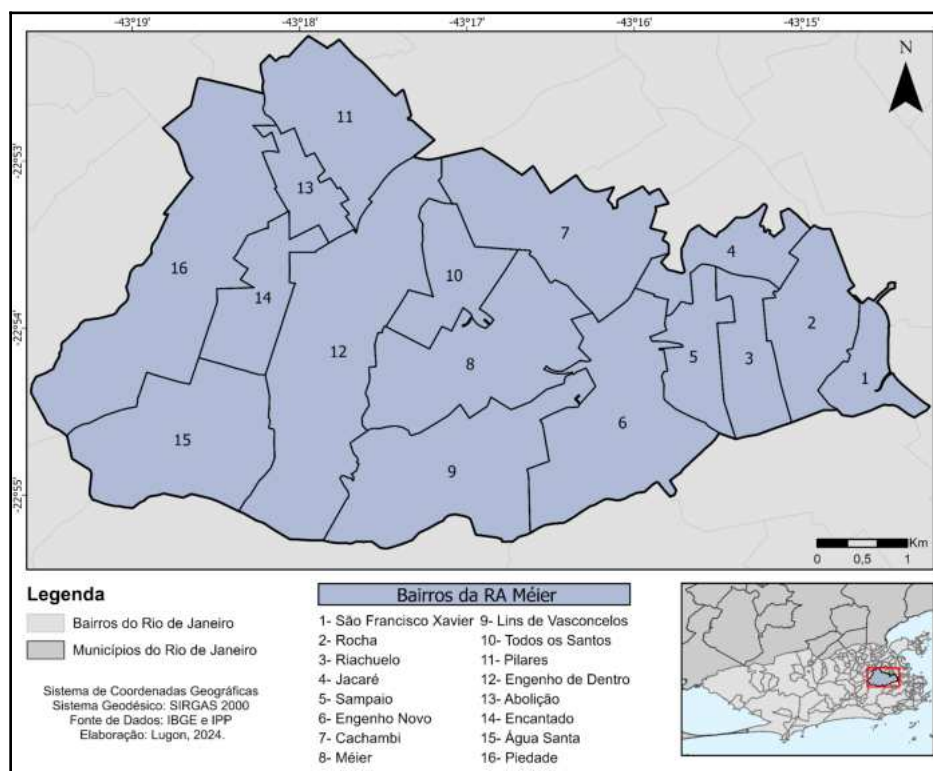 -43°19' -43°18' -43°17' -43°16' -43°15'
N
-22°53'
-22°54'
-22°55'
11
13
7
4
16
10
14
2
12
8
5
3
1
6
15
9
Km
0 0,5 1
Legenda
Bairros do Rio de Janeiro
Municípios do Rio de Janeiro
Sistema de Coordenadas Geográficas
Sistema Geodésico: SIRGAS 2000
Fonte de Dados: IBGE e IPP
Elaboração: Lugon, 2024.
Bairros da RA Méier
1- São Francisco Xavier
2- Rocha
3- Riachuelo
4- Jacaré
5- Sampaio
6- Engenho Novo
7- Cachambi
8- Méier
9- Lins de Vasconcelos
10- Todos os Santos
11- Pilares
12- Engenho de Dentro
13- Abolição
14- Encantado
15- Água Santa
16- Piedade